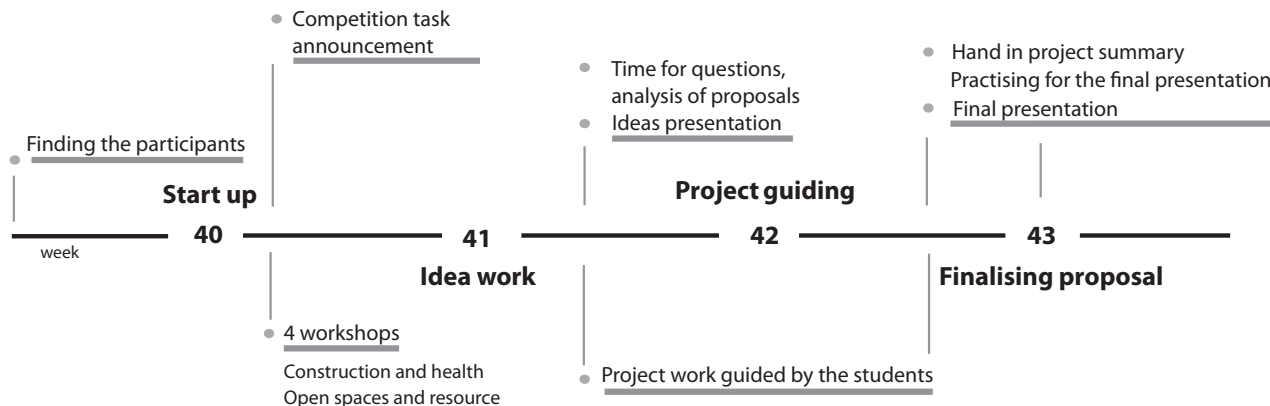 Competition task
announcement
Hand in project summary
Practising for the final presentation
Final presentation
Time for questions,
analysis of proposals
Ideas presentation
Finding the participants
Start up
Project guiding
week
40
41
42
43
Idea work
Finalising proposal
4 workshops
Construction and health
Open spaces and resource
Project work guided by the students